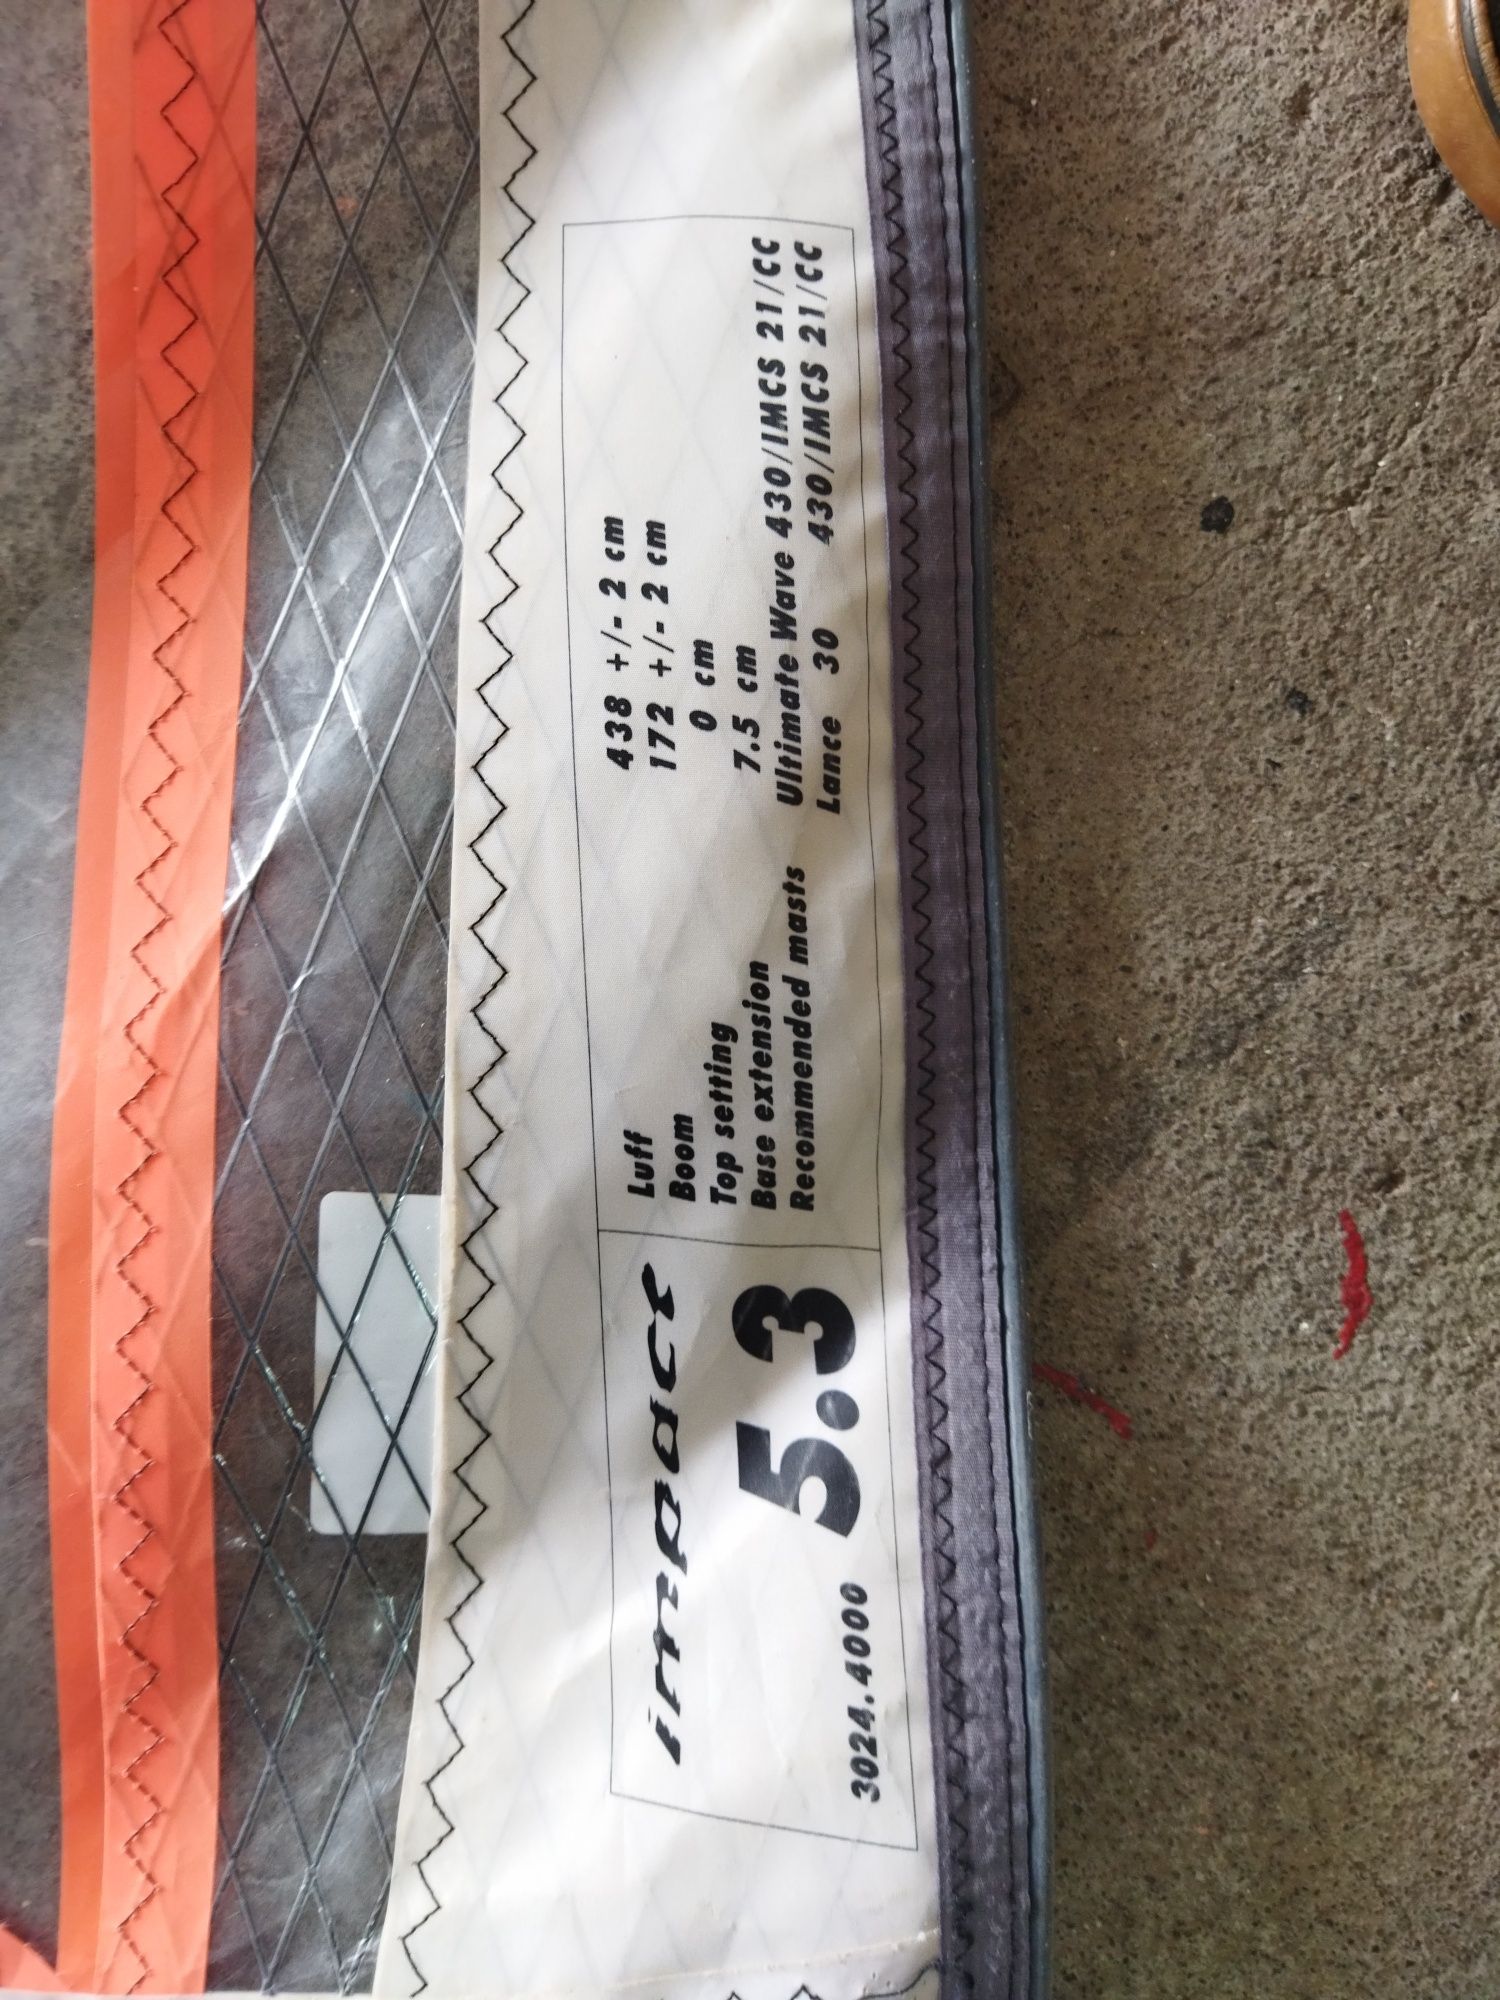 impact
5.3
3024.4000
Luff 438 +/- 2 cm
Boom 172 +/- 2 cm
Top setting 0 cm
Base extension 7.5 cm
Recommended masts Ultimate Wave 430/IMCS 21/CC
Lance 30 430/IMCS 21/CC